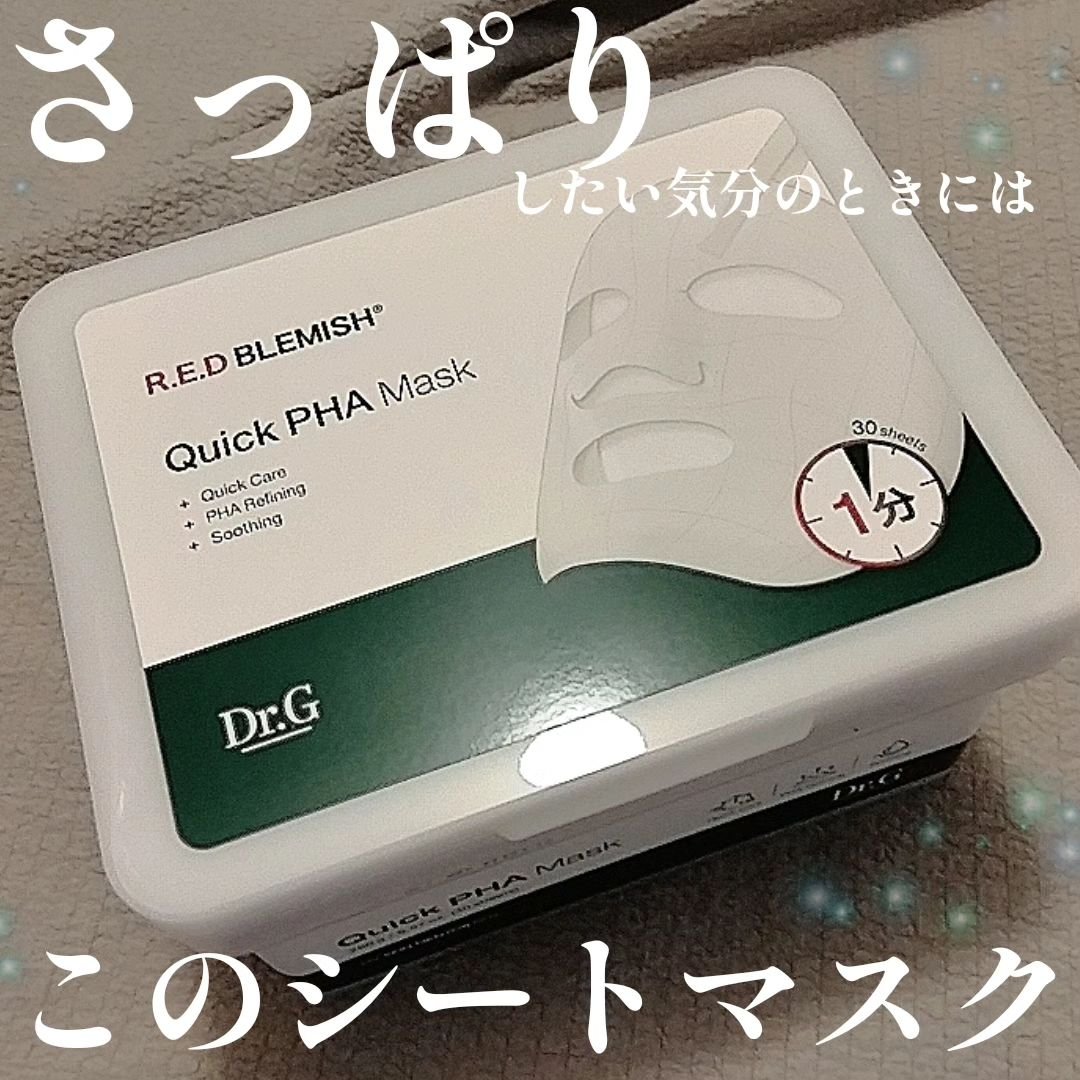 さっぱり
したい気分のときには
R.E.D BLEMISH®
Quick PHA Mask
+ Quick Care
+ PHA Refining
+ Soothing
30 sheets
1分
Dr.G
Dr.G
Quick PHA Mask
このシートマスク